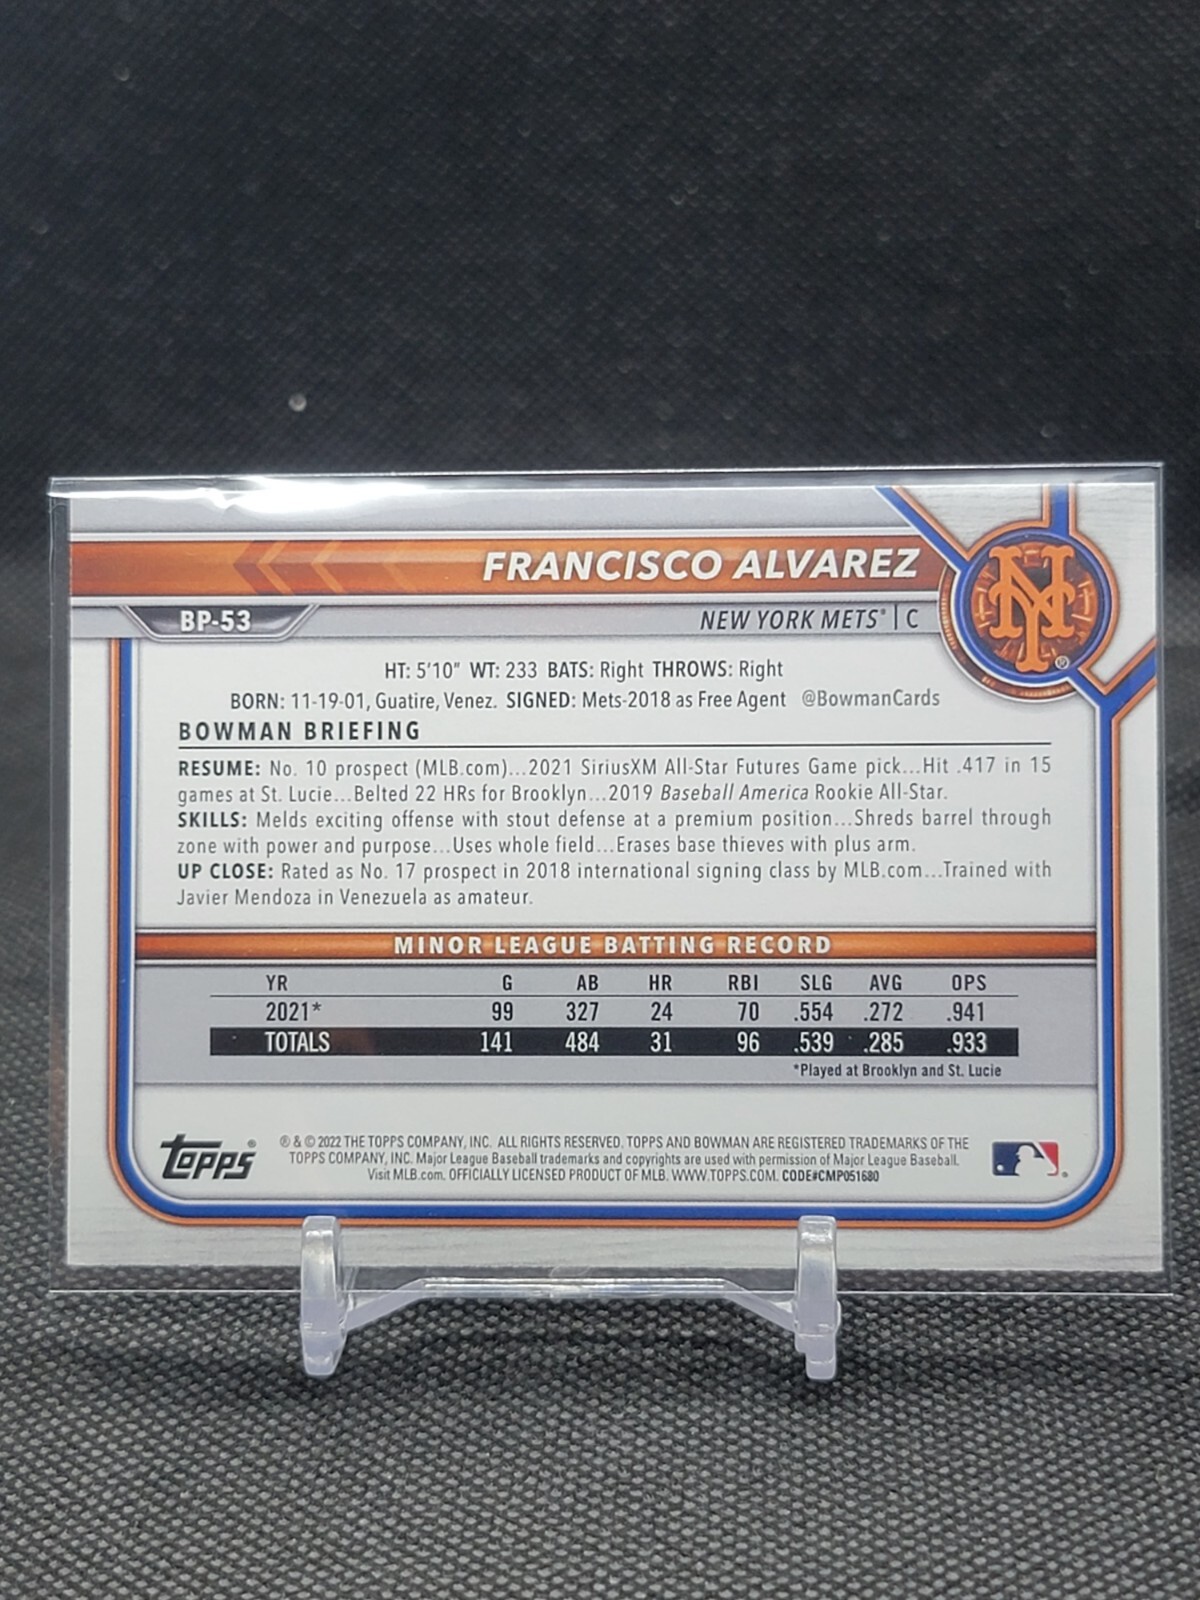 FRANCISCO ALVAREZ
BP-53
NEW YORK METS® | C
NY
HT: 5'10" WT: 233 BATS: Right THROWS: Right
BORN: 11-19-01, Guatire, Venez. SIGNED: Mets-2018 as Free Agent @BowmanCards
BOWMAN BRIEFING
RESUME: No. 10 prospect (MLB.com)...2021 SiriusXM All-Star Futures Game pick...Hit .417 in 15
games at St. Lucie...Belted 22 HRs for Brooklyn...2019 Baseball America Rookie All-Star.
SKILLS: Melds exciting offense with stout defense at a premium position...Shreds barrel through
zone with power and purpose...Uses whole field...Erases base thieves with plus arm.
UP CLOSE: Rated as No. 17 prospect in 2018 international signing class by MLB.com...Trained with
Javier Mendoza in Venezuela as amateur.
MINOR LEAGUE BATTING RECORD
YR G AB HR RBI SLG AVG OPS
2021* 99 327 24 70 .554 .272 .941
TOTALS 141 484 31 96 .539 .285 .933
*Played at Brooklyn and St. Lucie
Topps®
® & © 2022 THE TOPPS COMPANY, INC. ALL RIGHTS RESERVED. TOPPS AND BOWMAN ARE REGISTERED TRADEMARKS OF THE
TOPPS COMPANY, INC. Major League Baseball trademarks and copyrights are used with permission of Major League Baseball.
Visit MLB.com. OFFICIALLY LICENSED PRODUCT OF MLB. WWW.TOPPS.COM. CODE#CMP051680